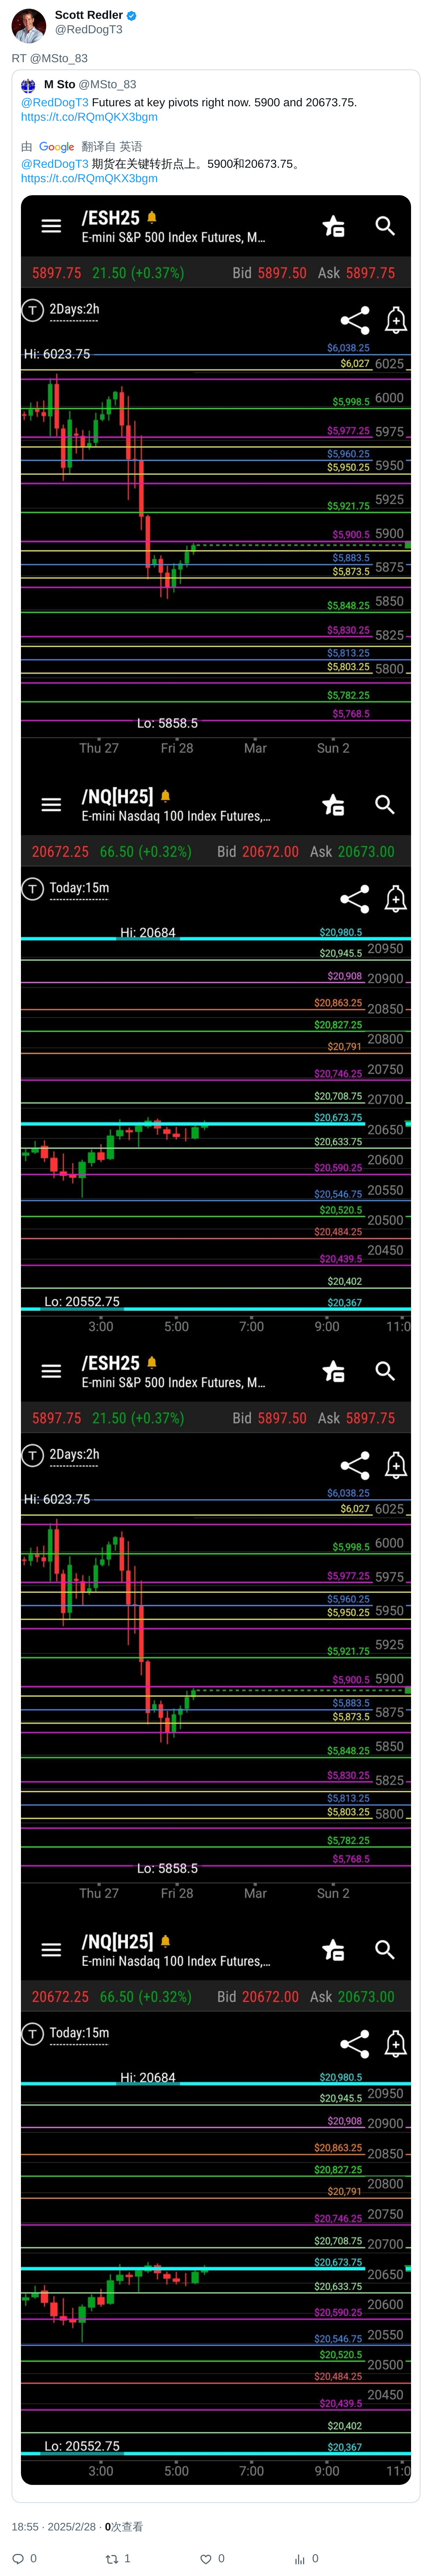 Scott Redler
@RedDogT3
RT @MSto_83
M Sto @MSto_83
@RedDogT3 Futures at key pivots right now. 5900 and 20673.75.
https://t.co/RQmQKX3bgm
由 Google 翻译自 英语
@RedDogT3 期货在关键转折点上。5900和20673.75。
https://t.co/RQmQKX3bgm
/ESH25
E-mini S&P 500 Index Futures, M...
5897.75 21.50 (+0.37%) Bid 5897.50 Ask 5897.75
T 2Days:2h
$6,038.25
Hi: 6023.75
$6,027 6025
6000
$5,998.5
$5,977.25 5975
$5,960.25
$5,950.25 5950
5925
$5,921.75
$5,900.5 5900
$5,883.5
$5,873.5 5875
5850
$5,848.25
$5,830.25 5825
$5,813.25
$5,803.25 5800
$5,782.25
$5,768.5
Lo: 5858.5
Thu 27 Fri 28 Mar Sun 2
/NQ[H25]
E-mini Nasdaq 100 Index Futures,...
20672.25 66.50 (+0.32%) Bid 20672.00 Ask 20673.00
T Today:15m
Hi: 20684 $20,980.5
20950
$20,945.5
$20,908 20900
$20,863.25 20850
$20,827.25
20800
$20,791
$20,746.25 20750
$20,708.75 20700
$20,673.75
20650
$20,633.75
20600
$20,590.25
20550
$20,546.75
$20,520.5
20500
$20,484.25
20450
$20,439.5
$20,402
Lo: 20552.75 $20,367
3:00 5:00 7:00 9:00 11:0
/ESH25
E-mini S&P 500 Index Futures, M...
5897.75 21.50 (+0.37%) Bid 5897.50 Ask 5897.75
T 2Days:2h
$6,038.25
Hi: 6023.75
$6,027 6025
6000
$5,998.5
$5,977.25 5975
$5,960.25
$5,950.25 5950
5925
$5,921.75
$5,900.5 5900
$5,883.5
$5,873.5 5875
5850
$5,848.25
$5,830.25 5825
$5,813.25
$5,803.25 5800
$5,782.25
$5,768.5
Lo: 5858.5
Thu 27 Fri 28 Mar Sun 2
/NQ[H25]
E-mini Nasdaq 100 Index Futures,...
20672.25 66.50 (+0.32%) Bid 20672.00 Ask 20673.00
T Today:15m
Hi: 20684 $20,980.5
20950
$20,945.5
$20,908 20900
$20,863.25 20850
$20,827.25
20800
$20,791
$20,746.25 20750
$20,708.75 20700
$20,673.75
20650
$20,633.75
20600
$20,590.25
20550
$20,546.75
$20,520.5
20500
$20,484.25
20450
$20,439.5
$20,402
Lo: 20552.75 $20,367
3:00 5:00 7:00 9:00 11:0
18:55 · 2025/2/28 · 0次查看
0 1 0 0